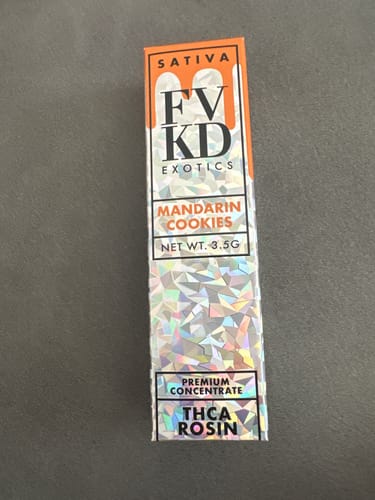 SATIVA
FV
KD
EXOTICS
MANDARIN
COOKIES
NET WT. 3.5G
PREMIUM
CONCENTRATE
THCA
ROSIN